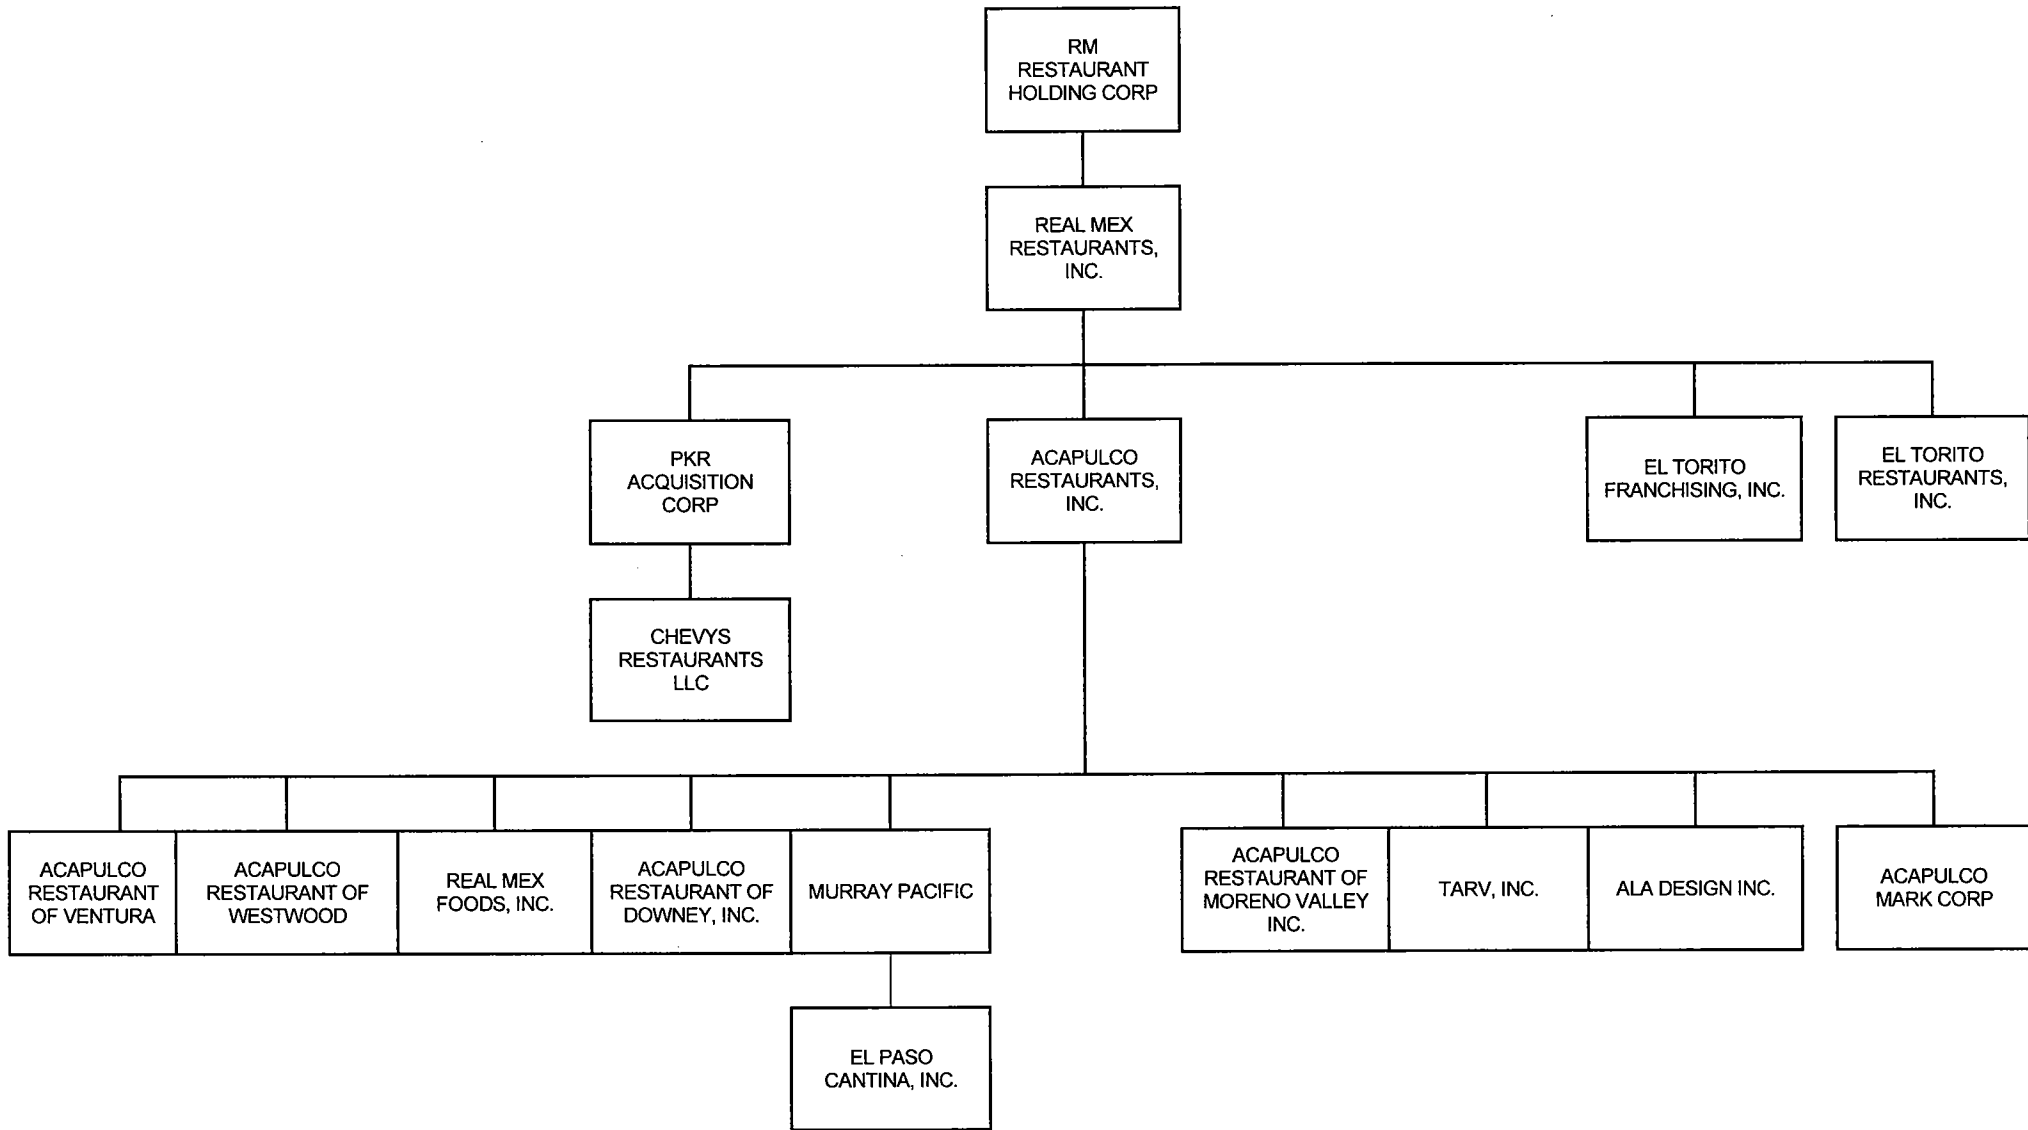 RM
RESTAURANT
HOLDING CORP
REAL MEX
RESTAURANTS,
INC.
PKR
ACQUISITION
CORP
ACAPULCO
RESTAURANTS,
INC.
EL TORITO
FRANCHISING, INC.
EL TORITO
RESTAURANTS,
INC.
CHEVYS
RESTAURANTS
LLC
ACAPULCO
RESTAURANT
OF VENTURA
ACAPULCO
RESTAURANT OF
WESTWOOD
REAL MEX
FOODS, INC.
ACAPULCO
RESTAURANT OF
DOWNEY, INC.
MURRAY PACIFIC
ACAPULCO
RESTAURANT OF
MORENO VALLEY
INC.
TARV, INC.
ALA DESIGN INC.
ACAPULCO
MARK CORP
EL PASO
CANTINA, INC.